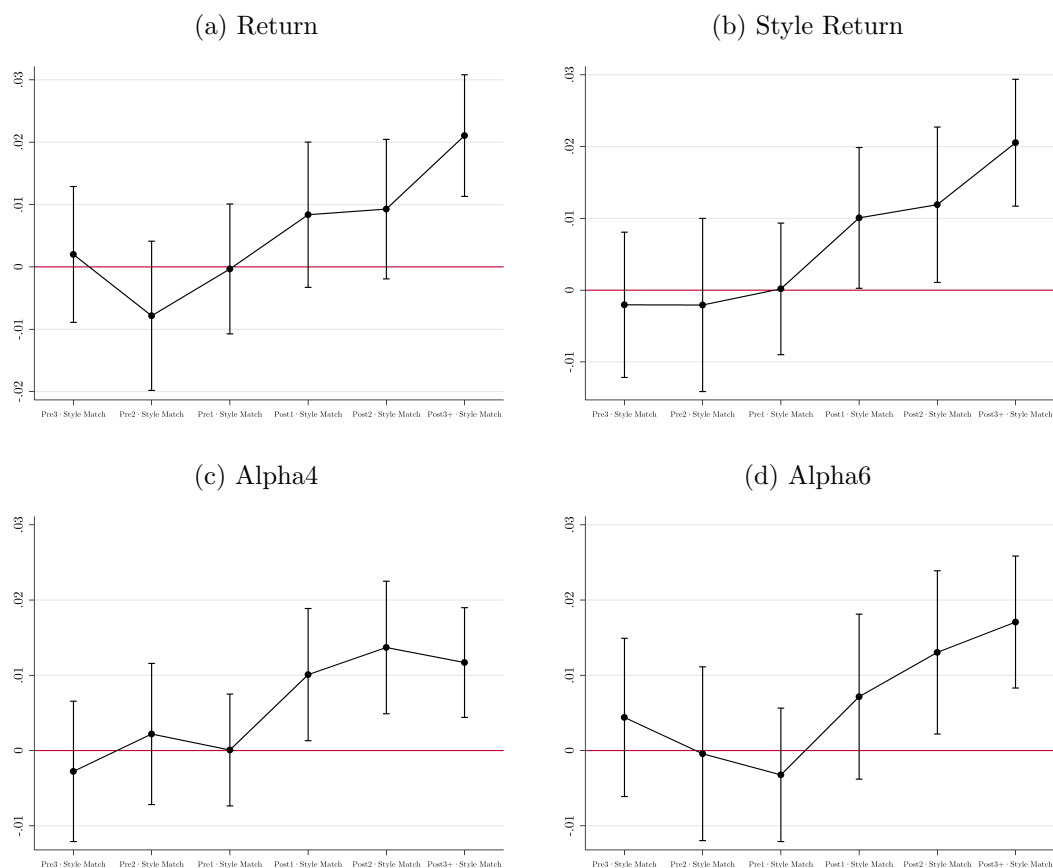 (a) Return
.03
.02
.01
0
-.01
-.02
Pre3 · Style Match Pre2 · Style Match Pre1 · Style Match Post1 · Style Match Post2 · Style Match Post3+ · Style Match
(b) Style Return
.03
.02
.01
0
-.01
Pre3 · Style Match Pre2 · Style Match Pre1 · Style Match Post1 · Style Match Post2 · Style Match Post3+ · Style Match
(c) Alpha4
.03
.02
.01
0
-.01
Pre3 · Style Match Pre2 · Style Match Pre1 · Style Match Post1 · Style Match Post2 · Style Match Post3+ · Style Match
(d) Alpha6
.03
.02
.01
0
-.01
Pre3 · Style Match Pre2 · Style Match Pre1 · Style Match Post1 · Style Match Post2 · Style Match Post3+ · Style Match